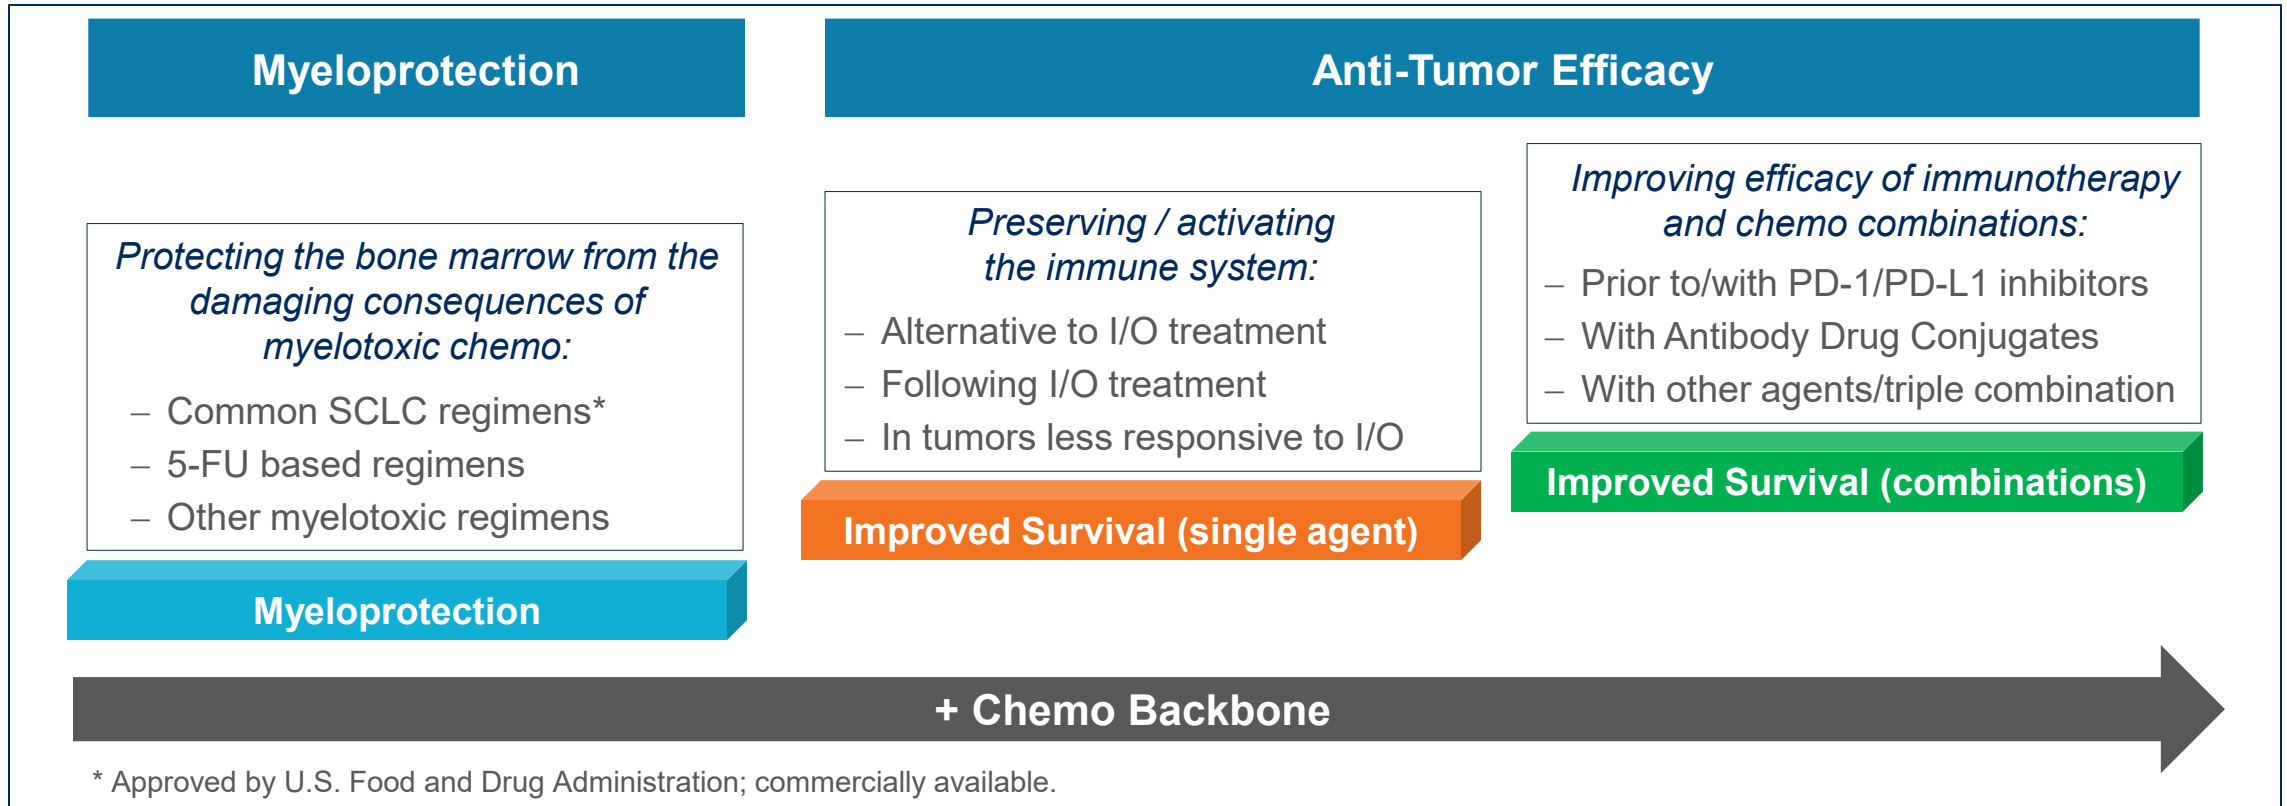 Myeloprotection
Anti-Tumor Efficacy
Protecting the bone marrow from the
damaging consequences of
myelotoxic chemo:
– Common SCLC regimens*
– 5-FU based regimens
– Other myelotoxic regimens
Myeloprotection
Preserving / activating
the immune system:
– Alternative to I/O treatment
– Following I/O treatment
– In tumors less responsive to I/O
Improved Survival (single agent)
Improving efficacy of immunotherapy
and chemo combinations:
– Prior to/with PD-1/PD-L1 inhibitors
– With Antibody Drug Conjugates
– With other agents/triple combination
Improved Survival (combinations)
+ Chemo Backbone
* Approved by U.S. Food and Drug Administration; commercially available.